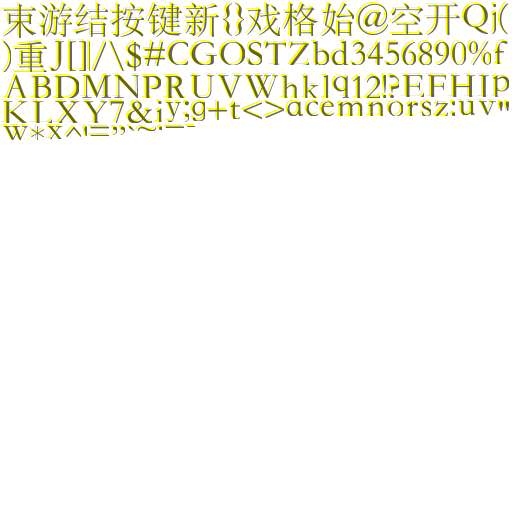 束游结按键新{}戏格始@空开Qj(
)重J[]|/\$#CGOSTZbd3456890%f
ABDMNPRUVWhklq12!?EFHIp
KLXY7&iy;g+t<>acemnorsz:uv"
w*x^'=,”`~·—-